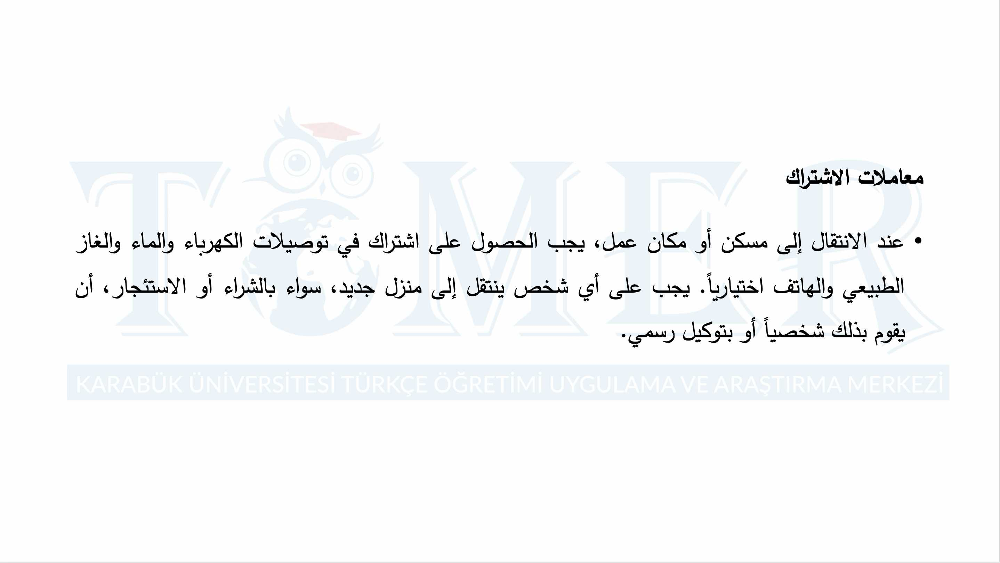 معاملات الاشتراك
• عند الانتقال إلى مسكن أو مكان عمل، يجب الحصول على اشتراك في توصيلات الكهرباء والماء والغاز
الطبيعي والهاتف اختيارياً. يجب على أي شخص ينتقل إلى منزل جديد، سواء بالشراء أو الاستئجار، أن
يقوم بذلك شخصياً أو بتوكيل رسمي.
TÖMER
KARABÜK ÜNİVERSİTESİ TÜRKÇE ÖĞRETİMİ UYGULAMA VE ARAŞTIRMA MERKEZİ